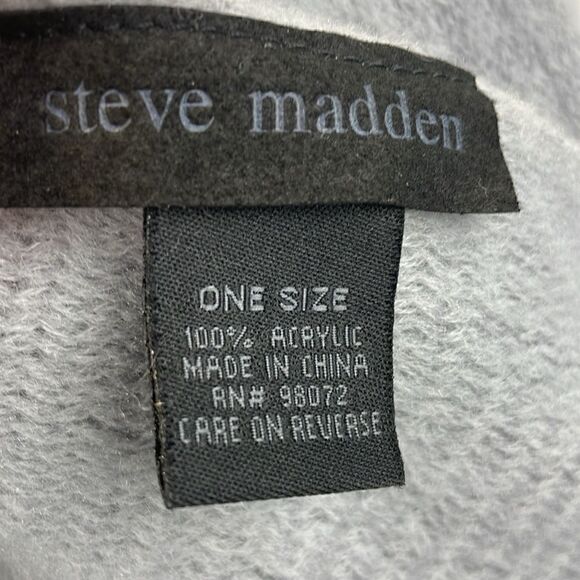 steve madden
ONE SIZE
100% ACRYLIC
MADE IN CHINA
RN# 98072
CARE ON REVERSE